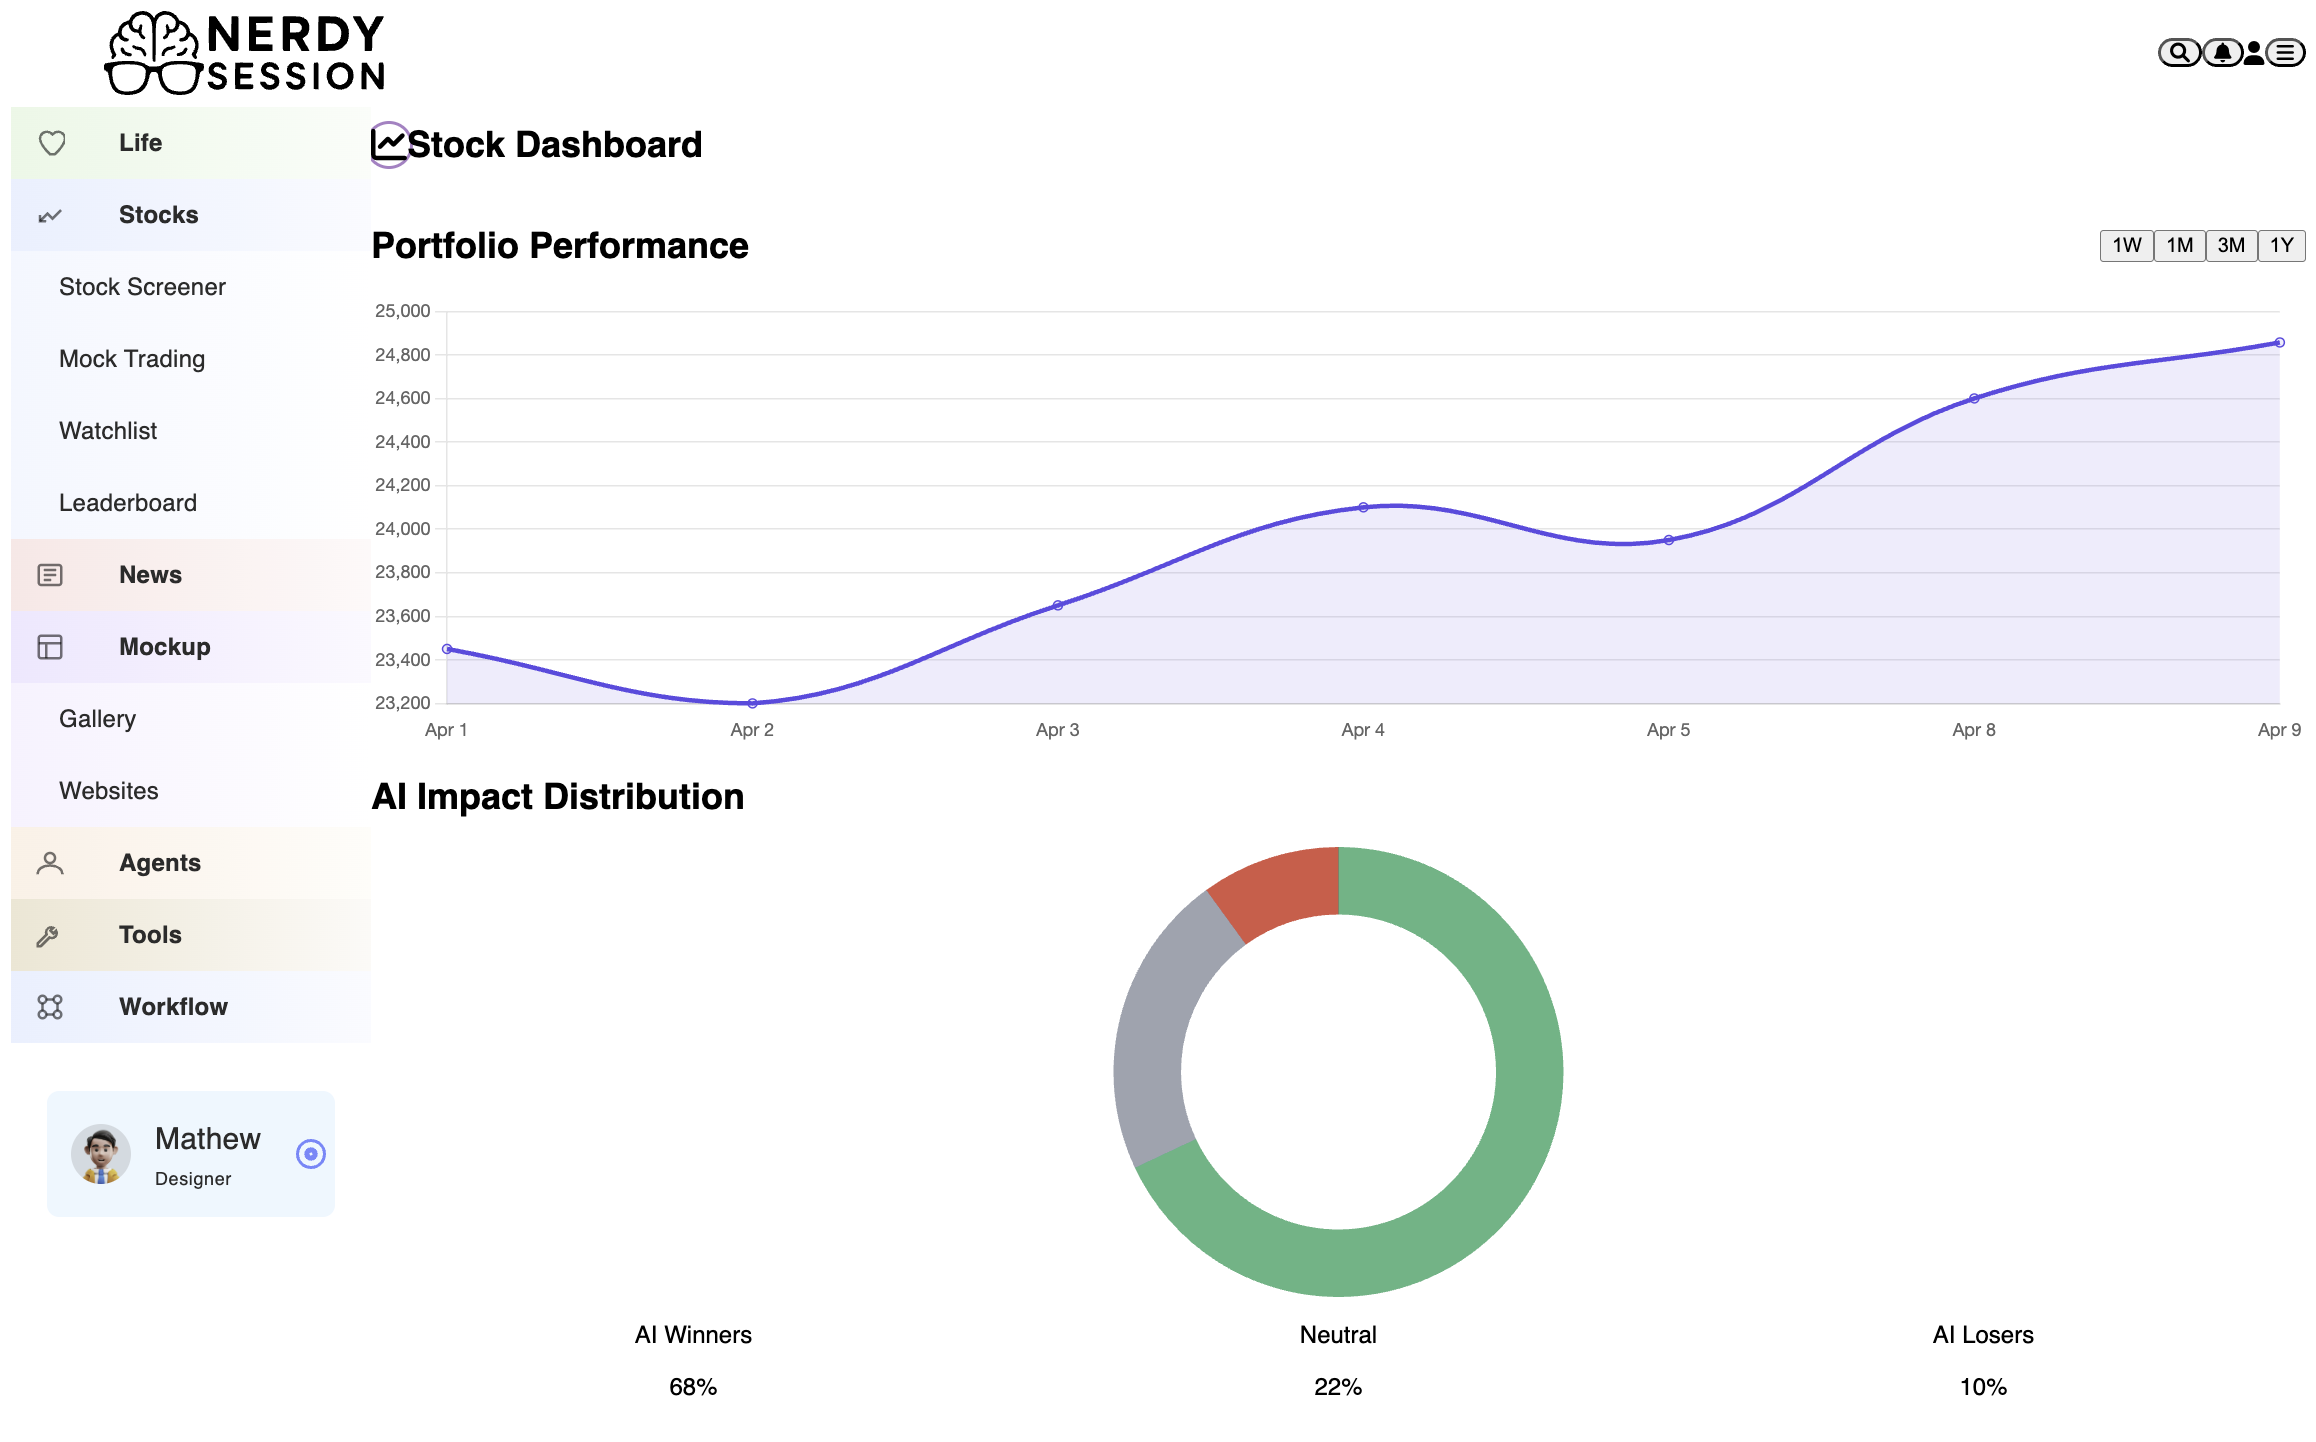 NERDY
SESSION
Life
Stocks
Stock Screener
Mock Trading
Watchlist
Leaderboard
News
Mockup
Gallery
Websites
Agents
Tools
Workflow
Mathew
Designer
Stock Dashboard
Portfolio Performance
1W 1M 3M 1Y
25,000
24,800
24,600
24,400
24,200
24,000
23,800
23,600
23,400
23,200
Apr 1 Apr 2 Apr 3 Apr 4 Apr 5 Apr 8 Apr 9
AI Impact Distribution
AI Winners Neutral AI Losers
68% 22% 10%